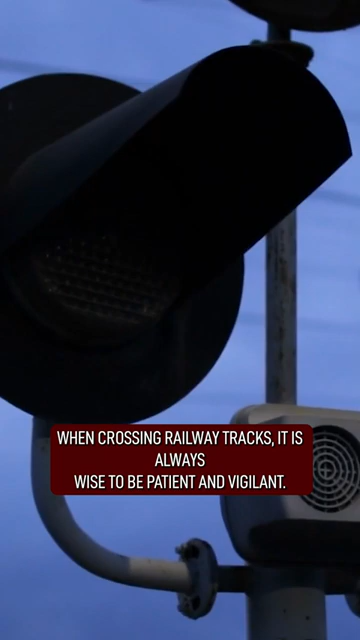 WHEN CROSSING RAILWAY TRACKS, IT IS
ALWAYS
WISE TO BE PATIENT AND VIGILANT.